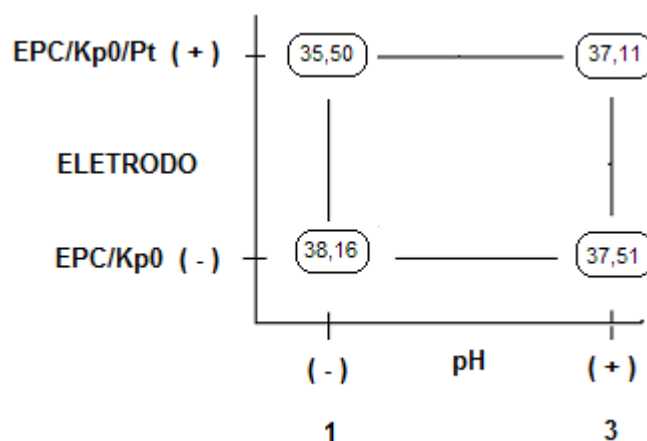 EPC/Kp0/Pt ( + ) 35,50 37,11
ELETRODO
EPC/Kp0 ( - ) 38,16 37,51
( - ) pH ( + )
1 3